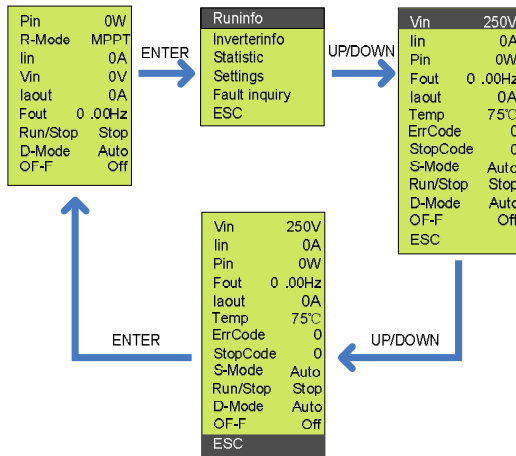 Pin 0W
R-Mode MPPT
Iin 0A
Vin 0V
Iaout 0A
Fout 0 .00Hz
Run/Stop Stop
D-Mode Auto
OF-F Off
ENTER
Runinfo
Inverterinfo
Statistic
Settings
Fault inquiry
ESC
UP/DOWN
Vin 250V
Iin 0A
Pin 0W
Fout 0 .00Hz
Iaout 0A
Temp 75℃
ErrCode 0
StopCode 0
S-Mode Auto
Run/Stop Stop
D-Mode Auto
OF-F Off
ESC
UP/DOWN
Vin 250V
Iin 0A
Pin 0W
Fout 0 .00Hz
Iaout 0A
Temp 75℃
ErrCode 0
StopCode 0
S-Mode Auto
Run/Stop Stop
D-Mode Auto
OF-F Off
ESC
ENTER